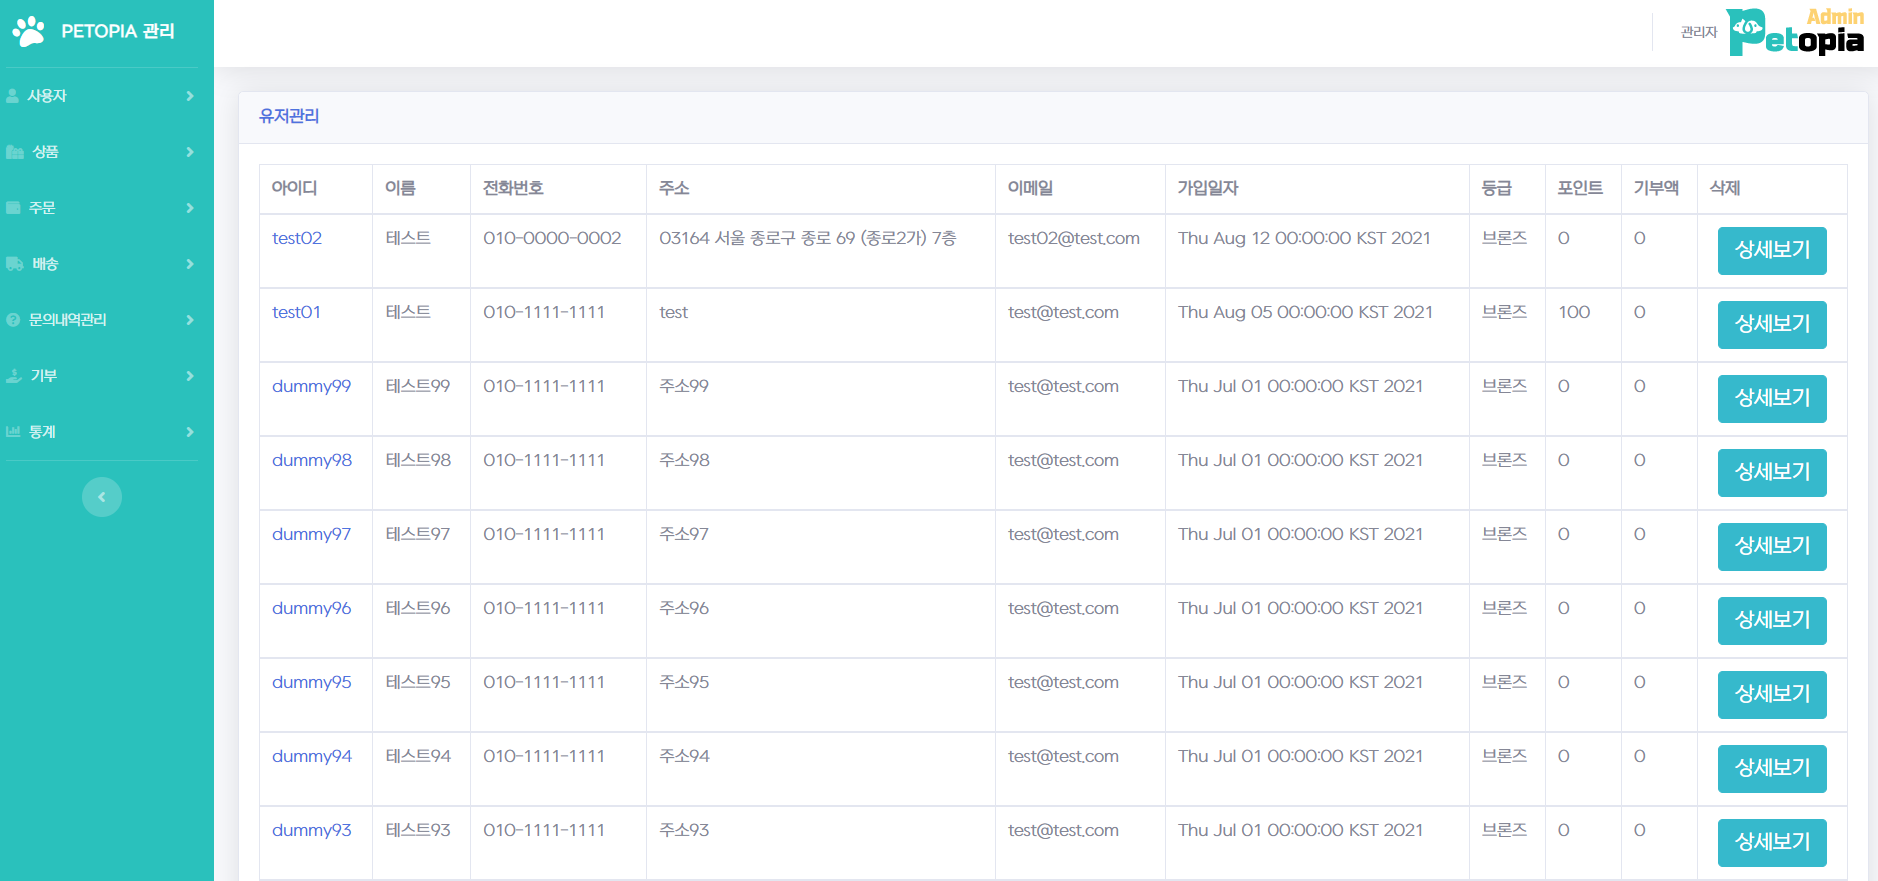 PETOPIA 관리
사용자
상품
주문
배송
문의내역관리
기부
통계
관리자
Admin
Petopia
유저관리
아이디 이름 전화번호 주소 이메일 가입일자 등급 포인트 기부액 삭제
test02 테스트 010-0000-0002 03164 서울 종로구 종로 69 (종로2가) 7층 test02@test.com Thu Aug 12 00:00:00 KST 2021 브론즈 0 0 상세보기
test01 테스트 010-1111-1111 test test@test.com Thu Aug 05 00:00:00 KST 2021 브론즈 100 0 상세보기
dummy99 테스트99 010-1111-1111 주소99 test@test.com Thu Jul 01 00:00:00 KST 2021 브론즈 0 0 상세보기
dummy98 테스트98 010-1111-1111 주소98 test@test.com Thu Jul 01 00:00:00 KST 2021 브론즈 0 0 상세보기
dummy97 테스트97 010-1111-1111 주소97 test@test.com Thu Jul 01 00:00:00 KST 2021 브론즈 0 0 상세보기
dummy96 테스트96 010-1111-1111 주소96 test@test.com Thu Jul 01 00:00:00 KST 2021 브론즈 0 0 상세보기
dummy95 테스트95 010-1111-1111 주소95 test@test.com Thu Jul 01 00:00:00 KST 2021 브론즈 0 0 상세보기
dummy94 테스트94 010-1111-1111 주소94 test@test.com Thu Jul 01 00:00:00 KST 2021 브론즈 0 0 상세보기
dummy93 테스트93 010-1111-1111 주소93 test@test.com Thu Jul 01 00:00:00 KST 2021 브론즈 0 0 상세보기